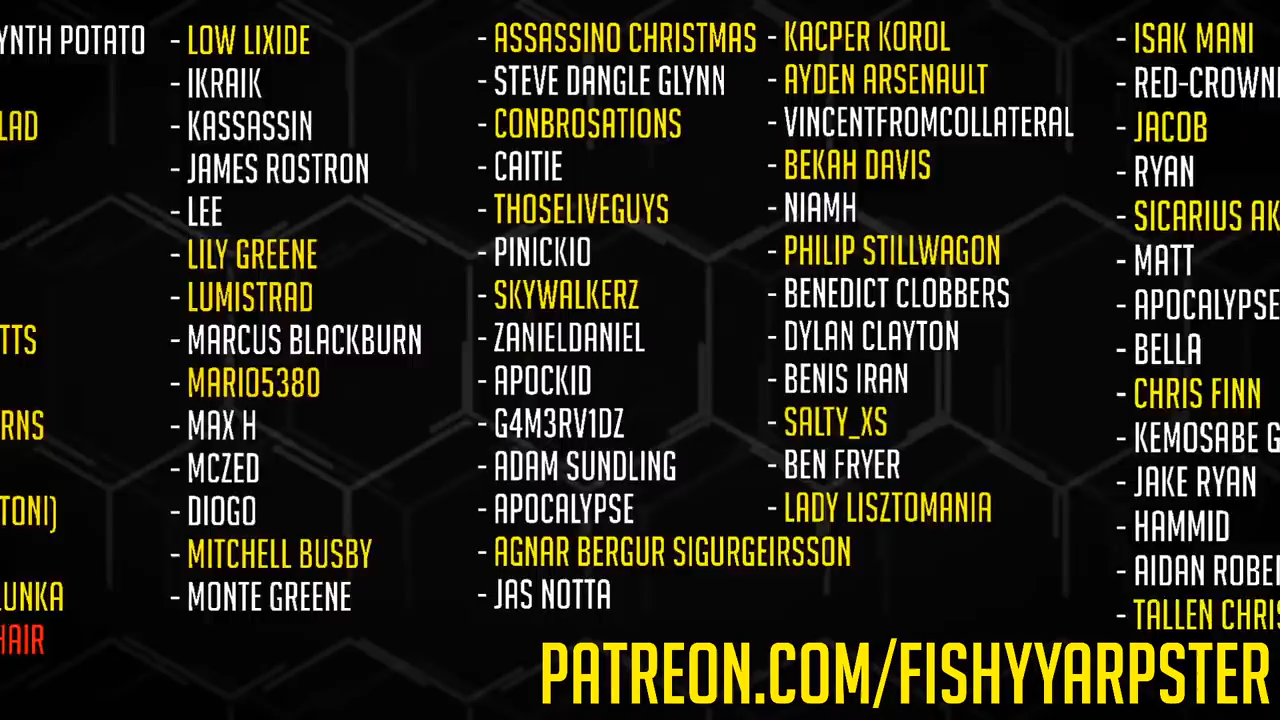 YNTH POTATO
LAD
TTS
RNS
TONI)
LUNKA
HAIR
- LOW LIXIDE
- IKRAIK
- KASSASSIN
- JAMES ROSTRON
- LEE
- LILY GREENE
- LUMISTRAD
- MARCUS BLACKBURN
- MARIO5380
- MAX H
- MCZED
- DIOGO
- MITCHELL BUSBY
- MONTE GREENE
- ASSASSINO CHRISTMAS
- STEVE DANGLE GLYNN
- CONBROSATIONS
- CAITIE
- THOSELIVEGUYS
- PINICKIO
- SKYWALKERZ
- ZANIELDANIEL
- APOCKID
- G4M3RV1DZ
- ADAM SUNDLING
- APOCALYPSE
- AGNAR BERGUR SIGURGEIRSSON
- JAS NOTTA
- KACPER KOROL
- AYDEN ARSENAULT
- VINCENTFROMCOLLATERAL
- BEKAH DAVIS
- NIAMH
- PHILIP STILLWAGON
- BENEDICT CLOBBERS
- DYLAN CLAYTON
- BENIS IRAN
- SALTY_XS
- BEN FRYER
- LADY LISZTOMANIA
- ISAK MANI
- RED-CROWN
- JACOB
- RYAN
- SICARIUS AK
- MATT
- APOCALYPSE
- BELLA
- CHRIS FINN
- KEMOSABE G
- JAKE RYAN
- HAMMID
- AIDAN ROBE
- TALLEN CHRIS
PATREON.COM/FISHYYARPSTER